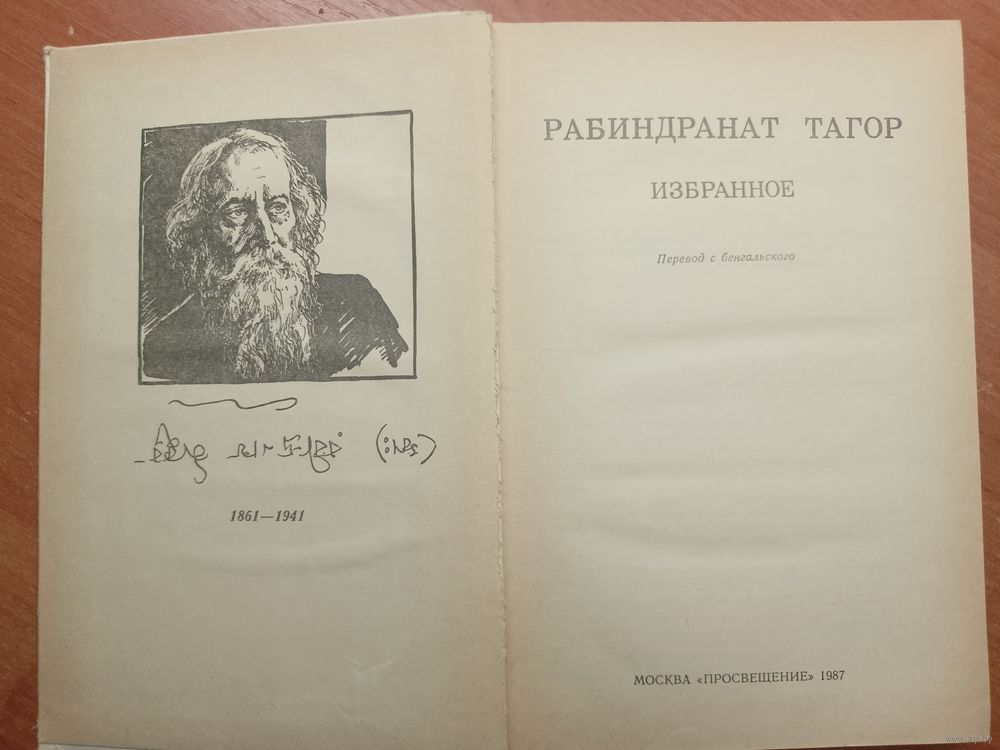 1861—1941
РАБИНДРАНАТ ТАГОР
ИЗБРАННОЕ
Перевод с бенгальского
МОСКВА «ПРОСВЕЩЕНИЕ» 1987